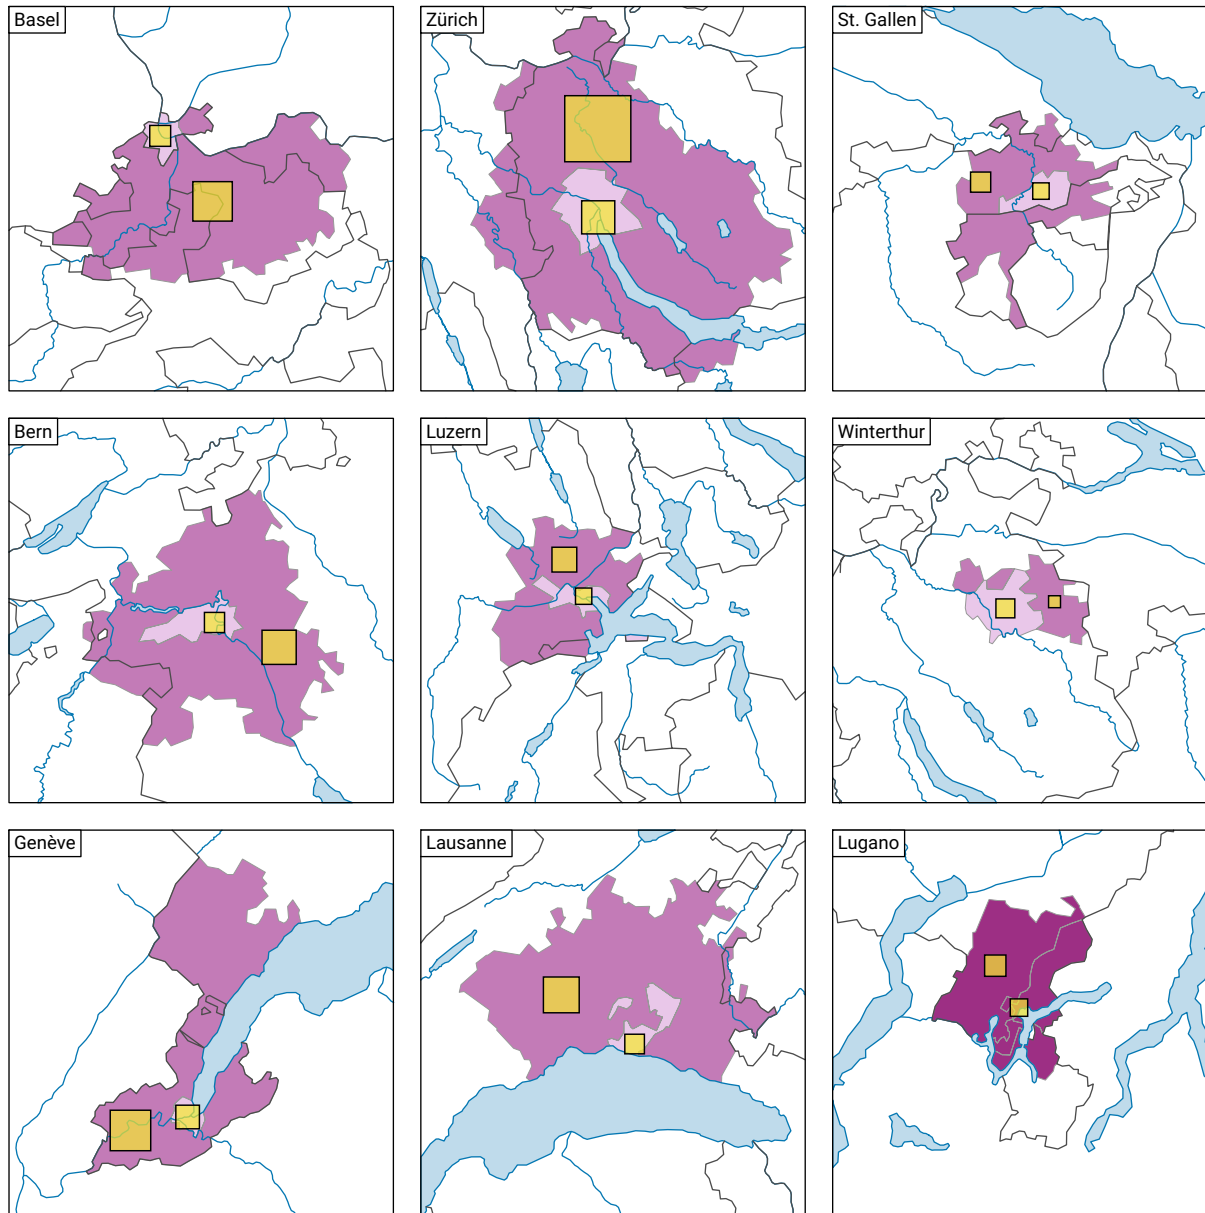 Basel
Zürich
St. Gallen
Bern
Luzern
Winterthur
Genève
Lausanne
Lugano